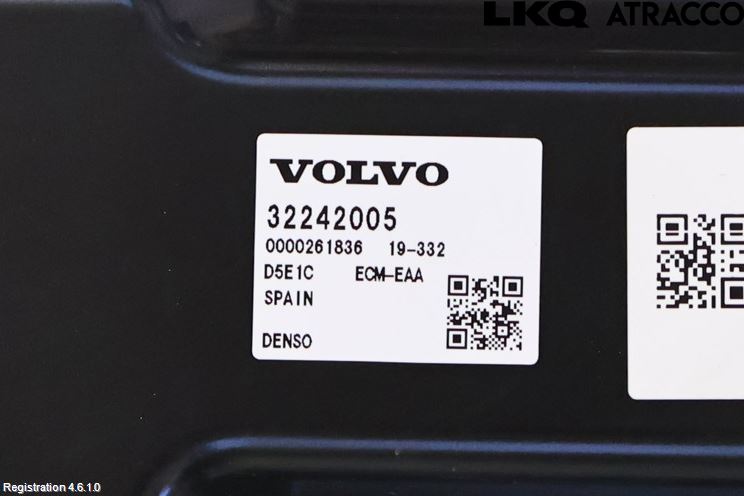 LKQ ATRACCO
VOLVO
32242005
0000261836 19-332
D5E1C ECM-EAA
SPAIN
DENSO
Registration 4.6.1.0